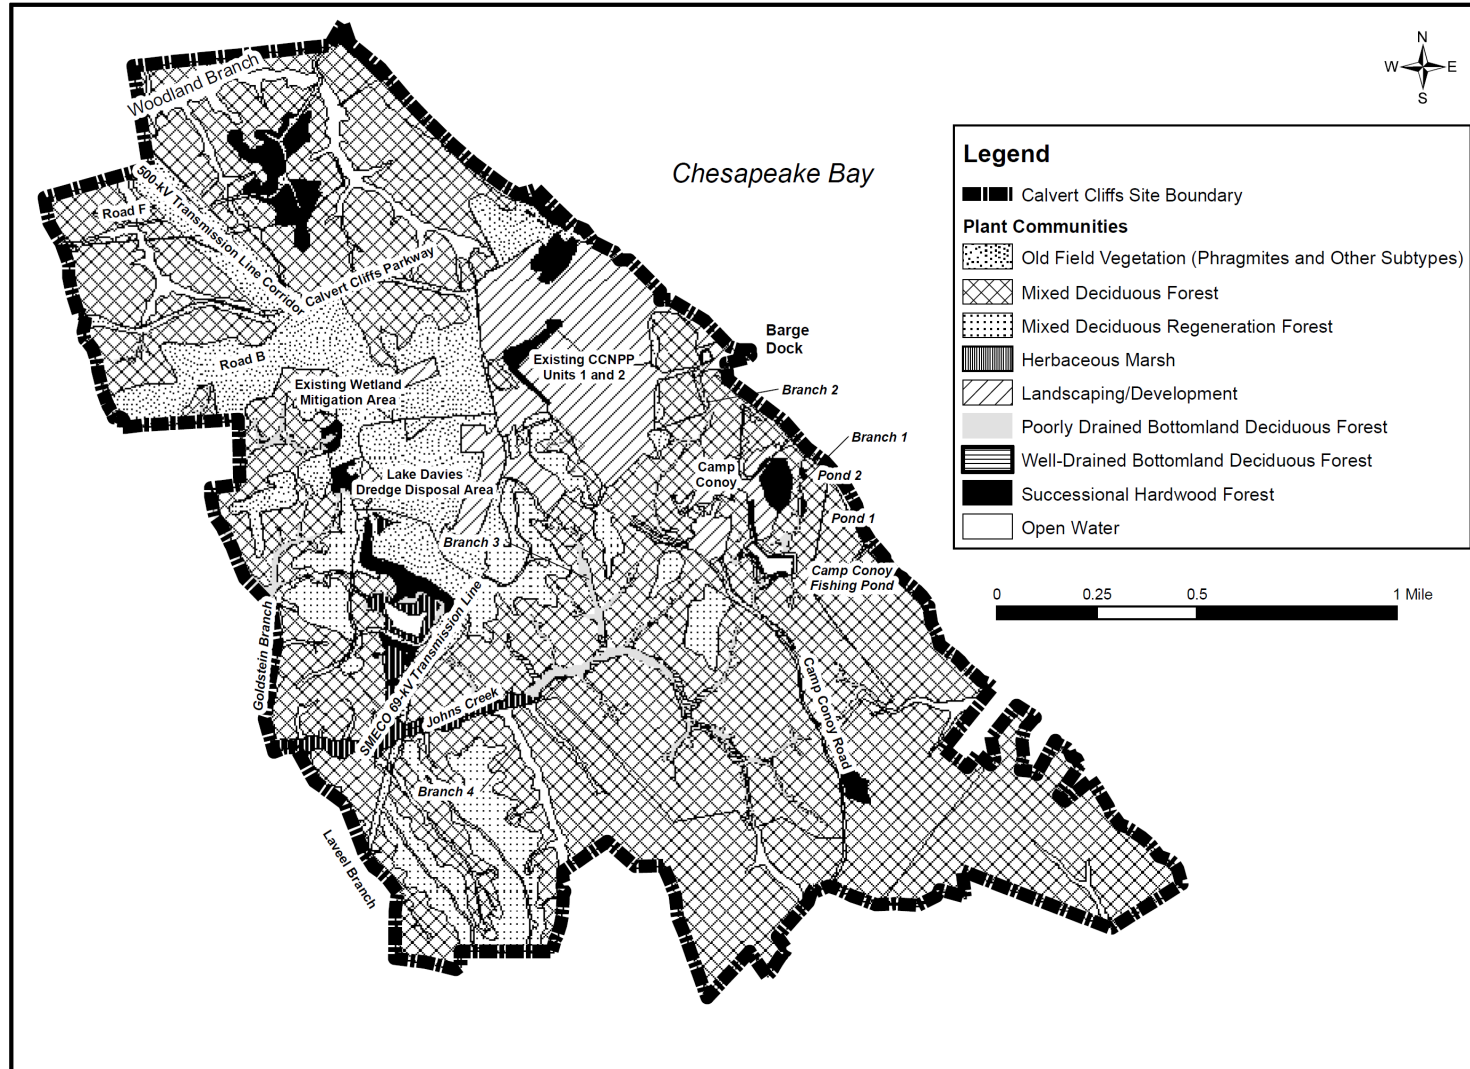 N
W E
S
Woodland Branch
Chesapeake Bay
500-kV Transmission Line Corridor
Road F
Calvert Cliffs Parkway
Road B
Existing Wetland
Mitigation Area
Existing CCNPP
Units 1 and 2
Barge
Dock
Branch 2
Branch 1
Camp
Conoy
Pond 2
Lake Davies
Dredge Disposal Area
Pond 1
Branch 3
Camp Conoy
Fishing Pond
Goldstein Branch
SMECO 69-kV Transmission Line
Johns Creek
Camp Conoy Road
Branch 4
Laveel Branch
Legend
Calvert Cliffs Site Boundary
Plant Communities
Old Field Vegetation (Phragmites and Other Subtypes)
Mixed Deciduous Forest
Mixed Deciduous Regeneration Forest
Herbaceous Marsh
Landscaping/Development
Poorly Drained Bottomland Deciduous Forest
Well-Drained Bottomland Deciduous Forest
Successional Hardwood Forest
Open Water
0 0.25 0.5 1 Mile